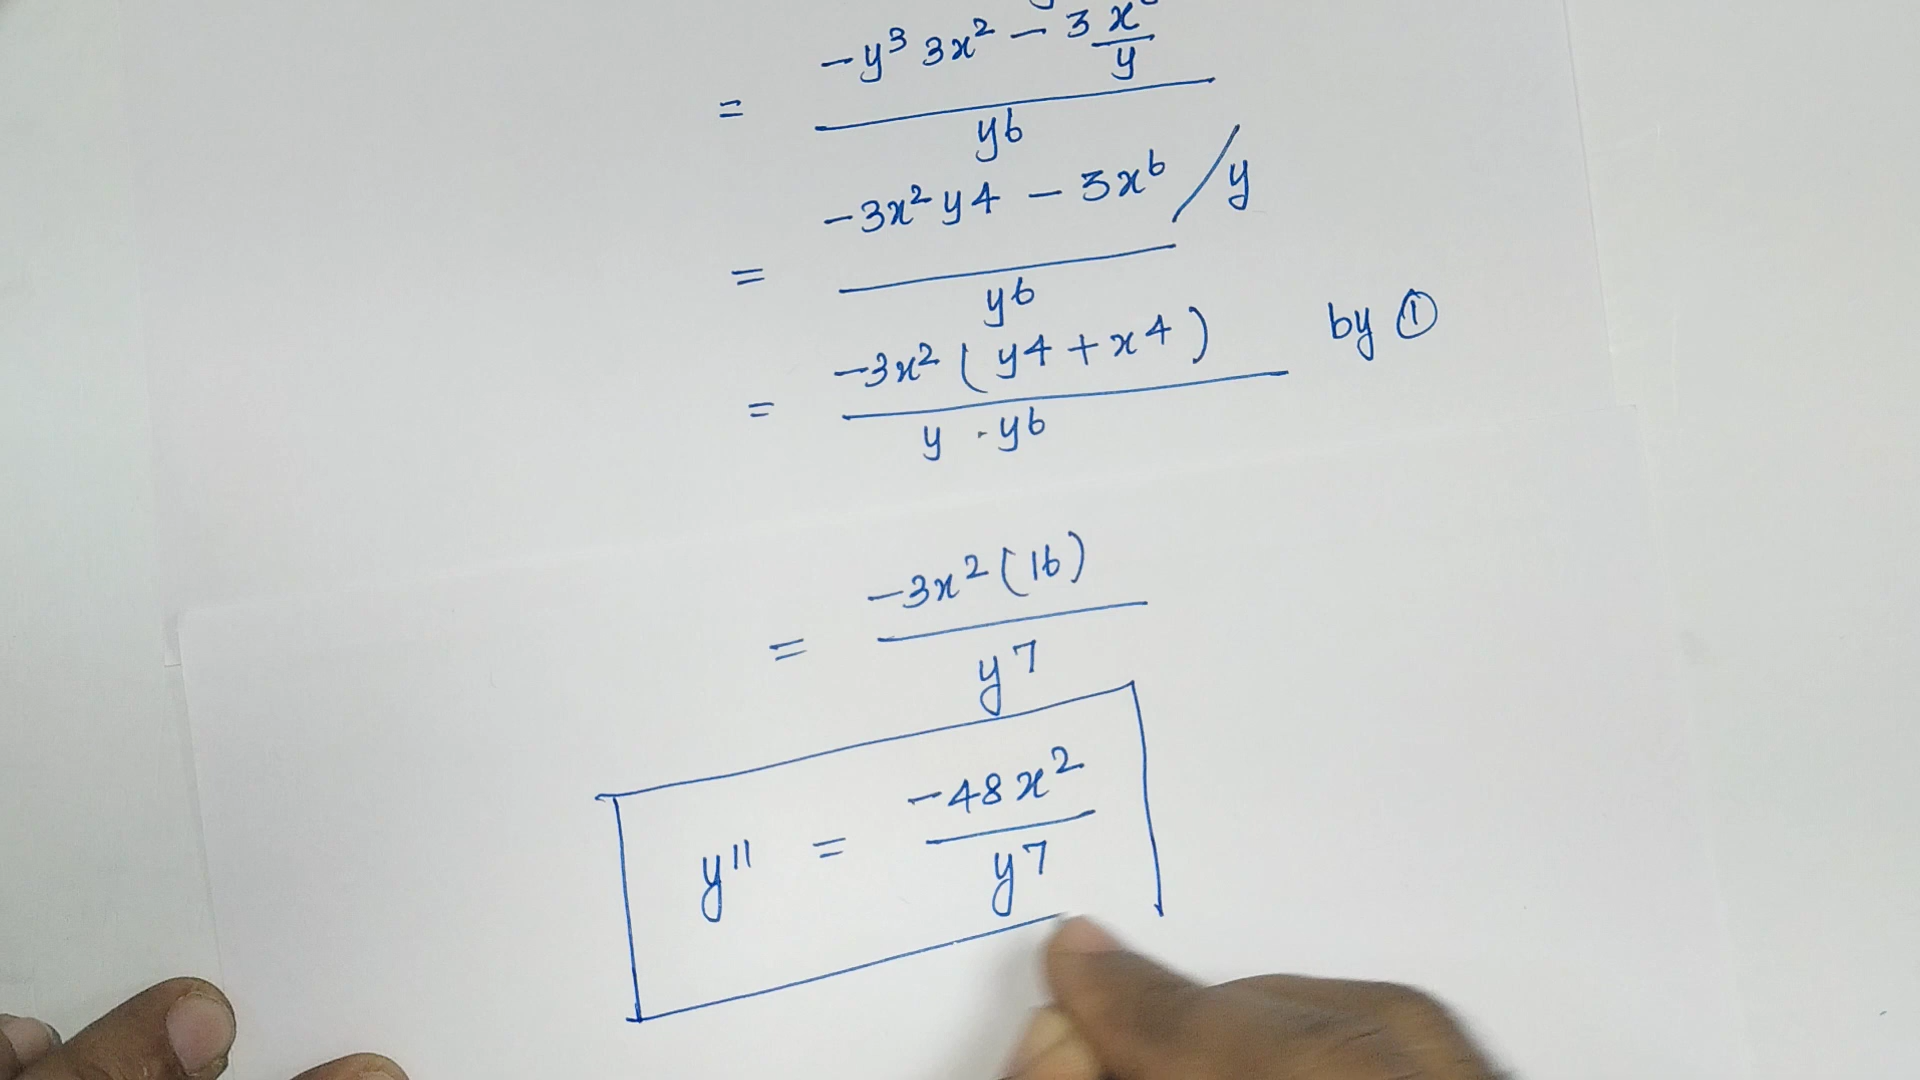 = (-y³ 3x² - 3 x/y) / y6
= (-3x² y4 - 3x6 / y) / y6
= -3x² (y4 + x4) / y · y6 by ①
= -3x² (16) / y7
y'' = -48x² / y7